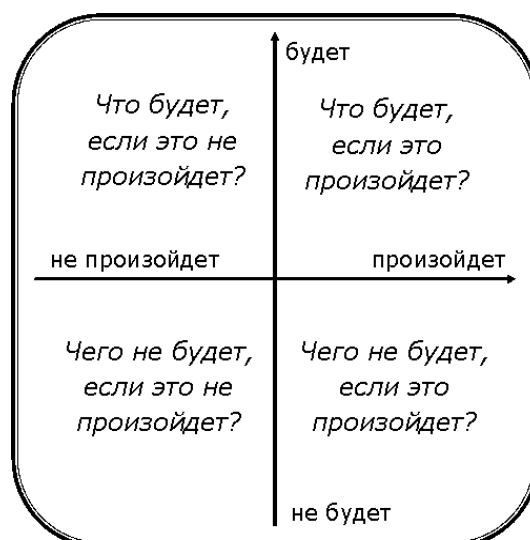 будет
Что будет,
если это не
произойдет?
Что будет,
если это
произойдет?
не произойдет
произойдет
Чего не будет,
если это не
произойдет?
Чего не будет,
если это
произойдет?
не будет